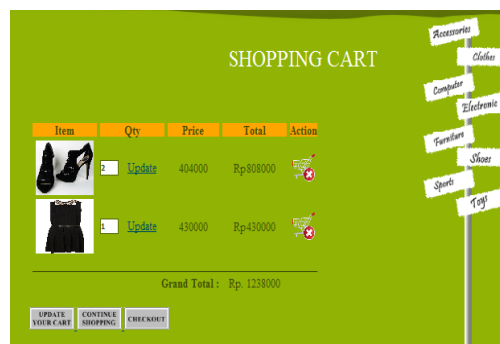 SHOPPING CART
Accessories
Clothes
Computer
Electronic
Furniture
Shoes
Sports
Toys
Item Qty Price Total Action
2 Update 404000 Rp808000
1 Update 430000 Rp430000
Grand Total : Rp. 1238000
UPDATE YOUR CART CONTINUE SHOPPING CHECKOUT